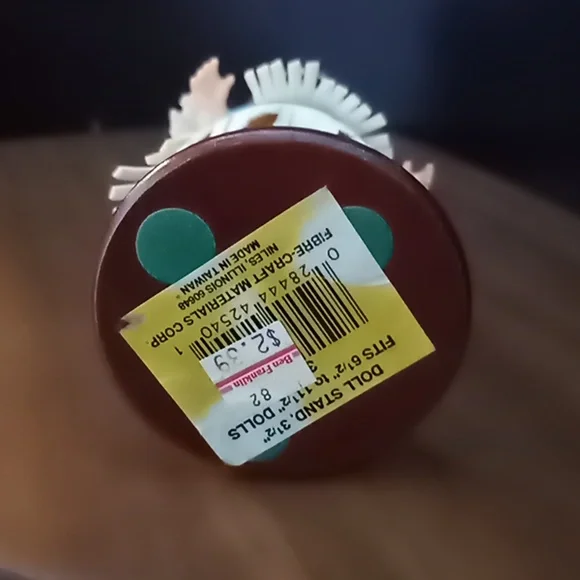 DOLL STAND, 3½"
FITS 6½" to 11½" DOLLS
Ben Franklin
82
$2.39
0 28444 42540 1
FIBRE-CRAFT MATERIALS CORP.
NILES, ILLINOIS 60648
MADE IN TAIWAN